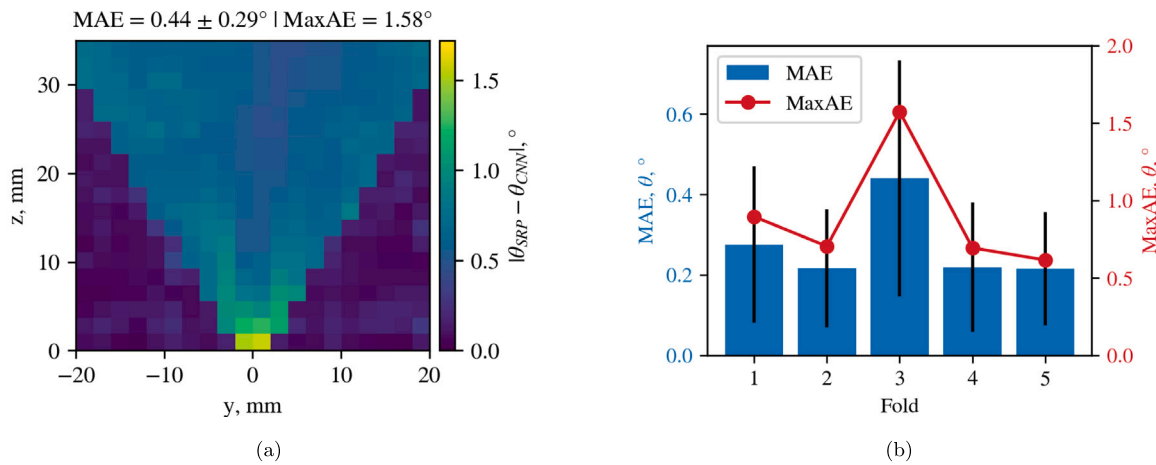 MAE = 0.44 ± 0.29° | MaxAE = 1.58°
30
20
10
0
z, mm
−20
−10
0
10
20
y, mm
1.5
1.0
0.5
0.0
|θSRP − θCNN|, °
(a)
MAE
MaxAE
0.6
0.4
0.2
0.0
MAE, θ, °
2.0
1.5
1.0
0.5
0.0
MaxAE, θ, °
1
2
3
4
5
Fold
(b)